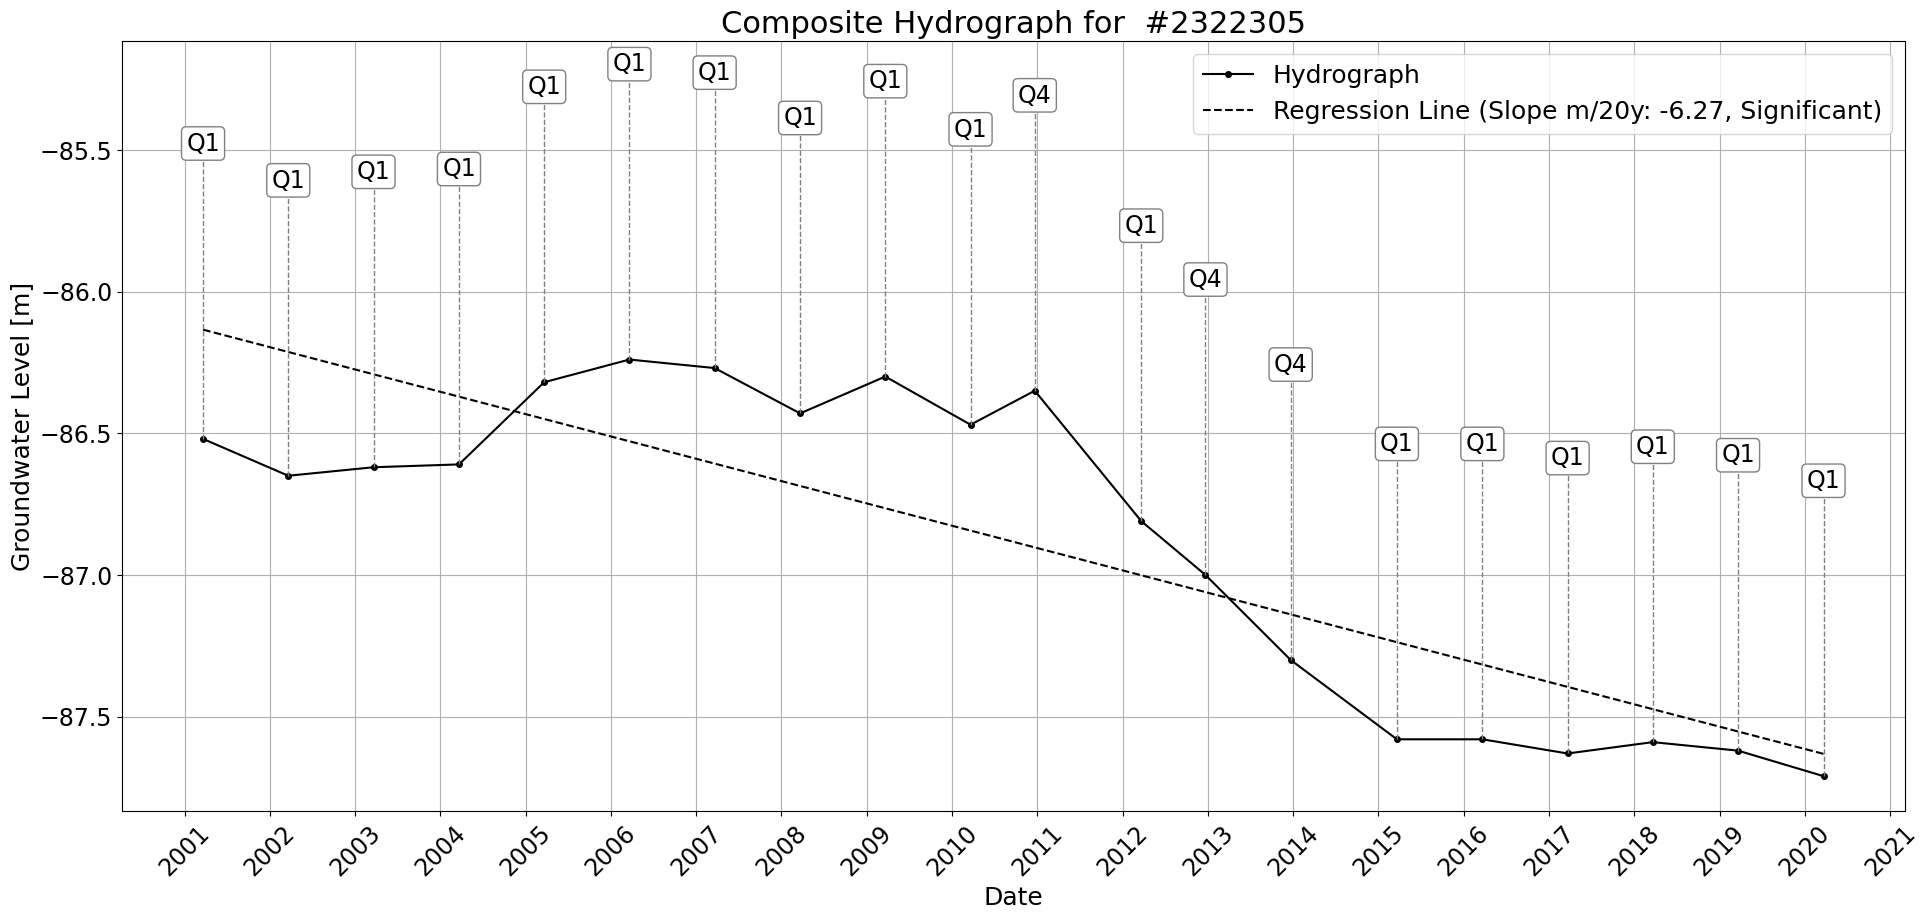 Composite Hydrograph for  #2322305
Hydrograph
Regression Line (Slope m/20y: -6.27, Significant)
Q1
Q1
Q1
Q1
Q1
Q1
Q1
Q1
Q1
Q1
Q4
Q1
Q4
Q4
Q1
Q1
Q1
Q1
Q1
Q1
Groundwater Level [m]
−85.5
−86.0
−86.5
−87.0
−87.5
2001
2002
2003
2004
2005
2006
2007
2008
2009
2010
2011
2012
2013
2014
2015
2016
2017
2018
2019
2020
2021
Date